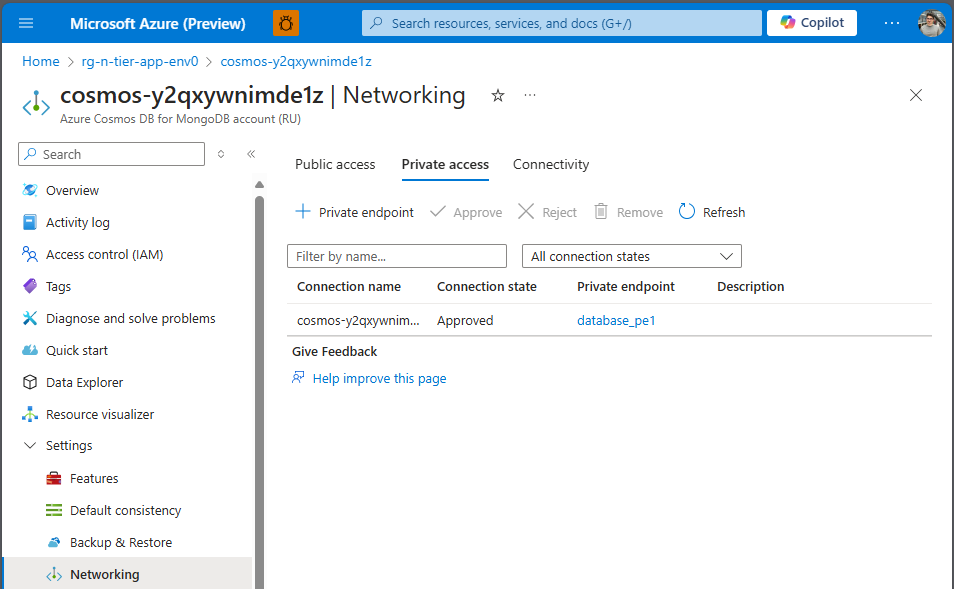 Microsoft Azure (Preview)
Search resources, services, and docs (G+/)
Copilot
Home > rg-n-tier-app-env0 > cosmos-y2qxywnimde1z
cosmos-y2qxywnimde1z | Networking
Azure Cosmos DB for MongoDB account (RU)
Search
Overview
Activity log
Access control (IAM)
Tags
Diagnose and solve problems
Quick start
Data Explorer
Resource visualizer
Settings
Features
Default consistency
Backup & Restore
Networking
Public access Private access Connectivity
Private endpoint Approve Reject Remove Refresh
Filter by name... All connection states
Connection name Connection state Private endpoint Description
cosmos-y2qxywnim... Approved database_pe1
Give Feedback
Help improve this page